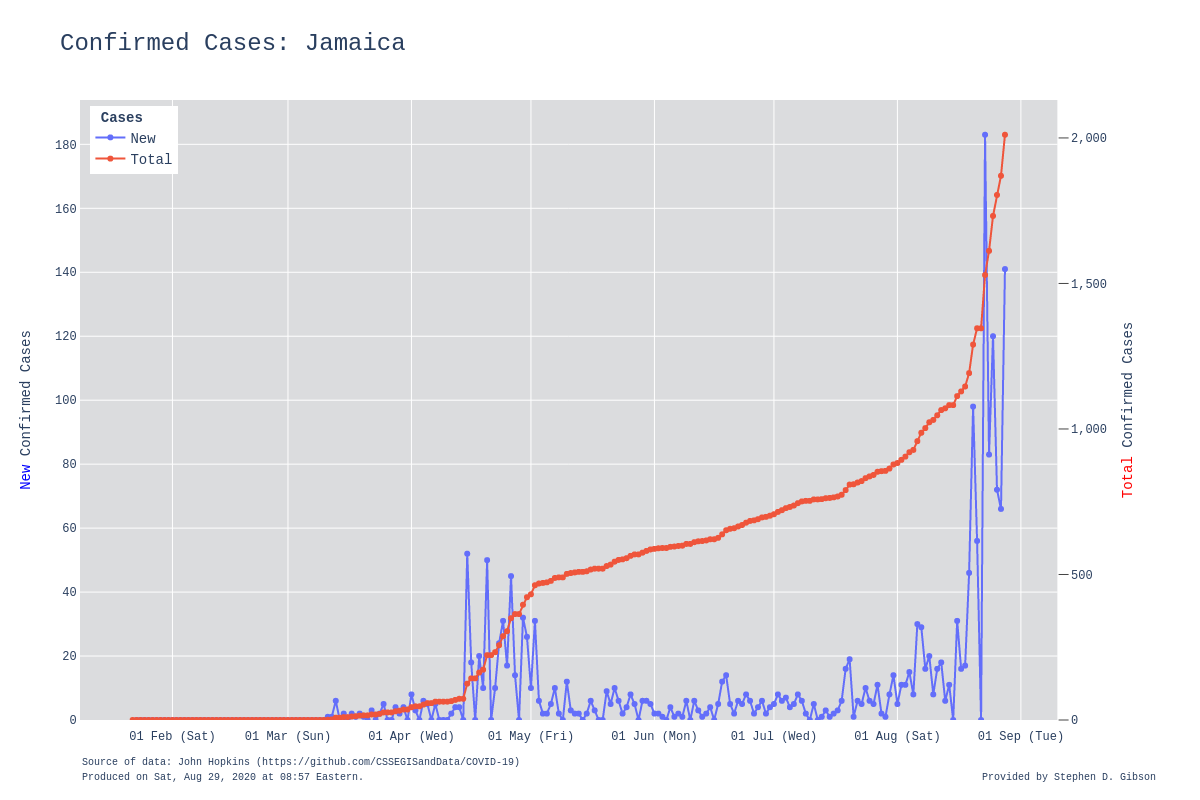 Confirmed Cases: Jamaica
Cases
New
Total
180
160
140
120
100
80
60
40
20
0
2,000
1,500
1,000
500
0
New Confirmed Cases
Total Confirmed Cases
01 Feb (Sat)
01 Mar (Sun)
01 Apr (Wed)
01 May (Fri)
01 Jun (Mon)
01 Jul (Wed)
01 Aug (Sat)
01 Sep (Tue)
Source of data: John Hopkins (https://github.com/CSSEGISandData/COVID-19)
Produced on Sat, Aug 29, 2020 at 08:57 Eastern.
Provided by Stephen D. Gibson